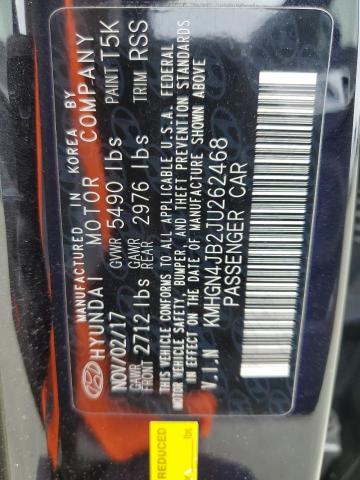 MANUFACTURED IN KOREA BY
HYUNDAI MOTOR COMPANY
NOV/02/17 GVWR 5490 lbs PAINT T5K
GAWR FRONT 2712 lbs GAWR REAR 2976 lbs TRIM RSS
THIS VEHICLE CONFORMS TO ALL APPLICABLE U.S.A. FEDERAL
MOTOR VEHICLE SAFETY, BUMPER, AND THEFT PREVENTION STANDARDS
IN EFFECT ON THE DATE OF MANUFACTURE SHOWN ABOVE
V.I.N KMHGN4JB2JU262468
PASSENGER CAR
REDUCED
lbs